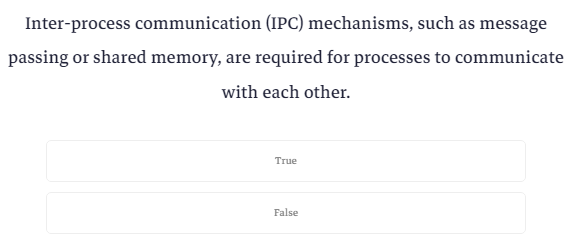 Inter-process communication (IPC) mechanisms, such as message
passing or shared memory, are required for processes to communicate
with each other.
True
False